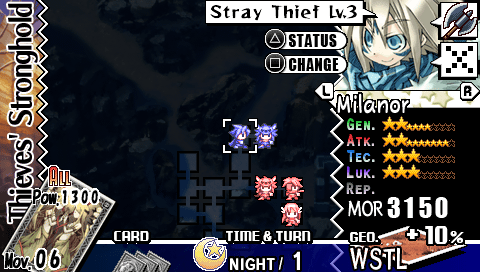 Stray Thief Lv.3
STATUS
CHANGE
L
R
Thieves' Stronghold
Milanor
GEN.
ATK.
TEC.
LUK.
REP.
MOR 3150
GEO. +10%
WSTL
ALL
Pow.1300
Mov.06
CARD
TIME & TURN
NIGHT/ 1